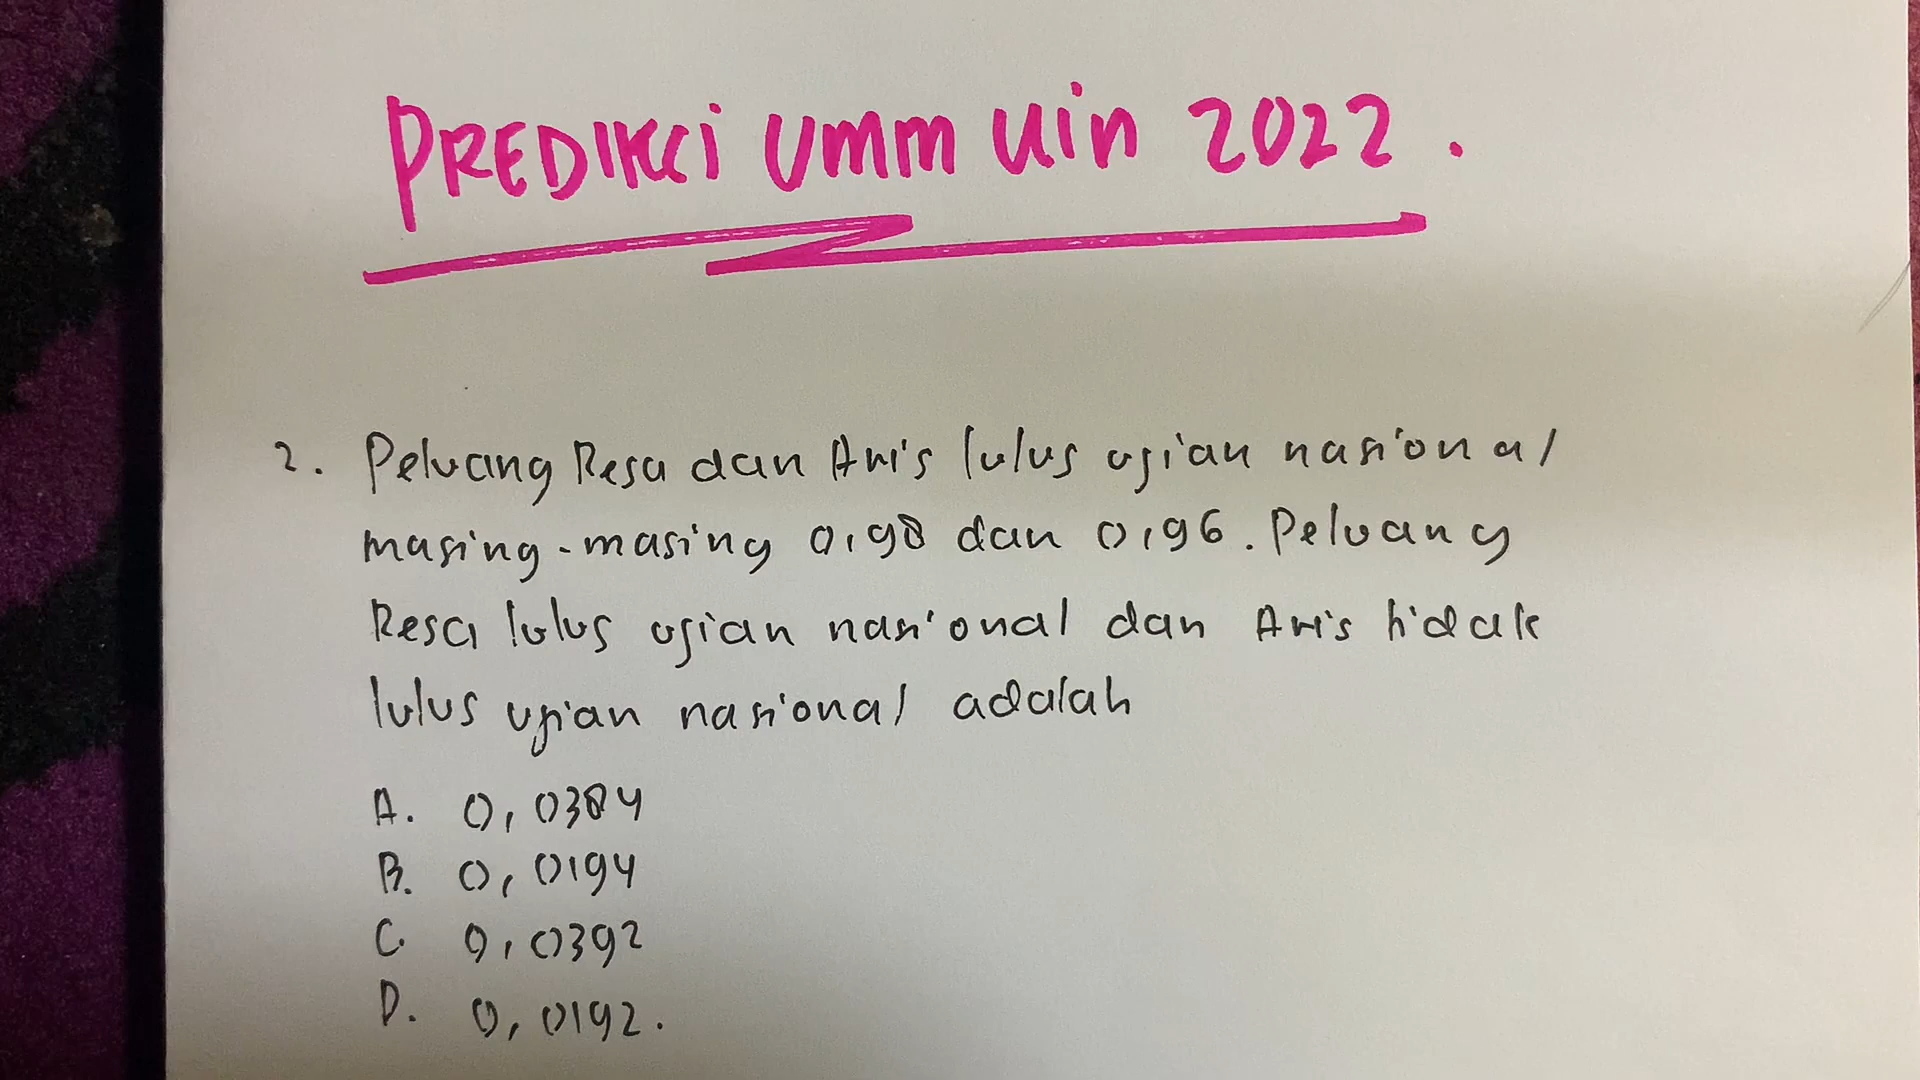 PREDIKSI UMM UIN 2022.
2. Peluang Resa dan Aris lulus ujian nasional
masing-masing 0,98 dan 0,96. Peluang
Resa lulus ujian nasional dan Aris tidak
lulus ujian nasional adalah
A. 0,0384
B. 0,0194
C. 0,0392
D. 0,0192.